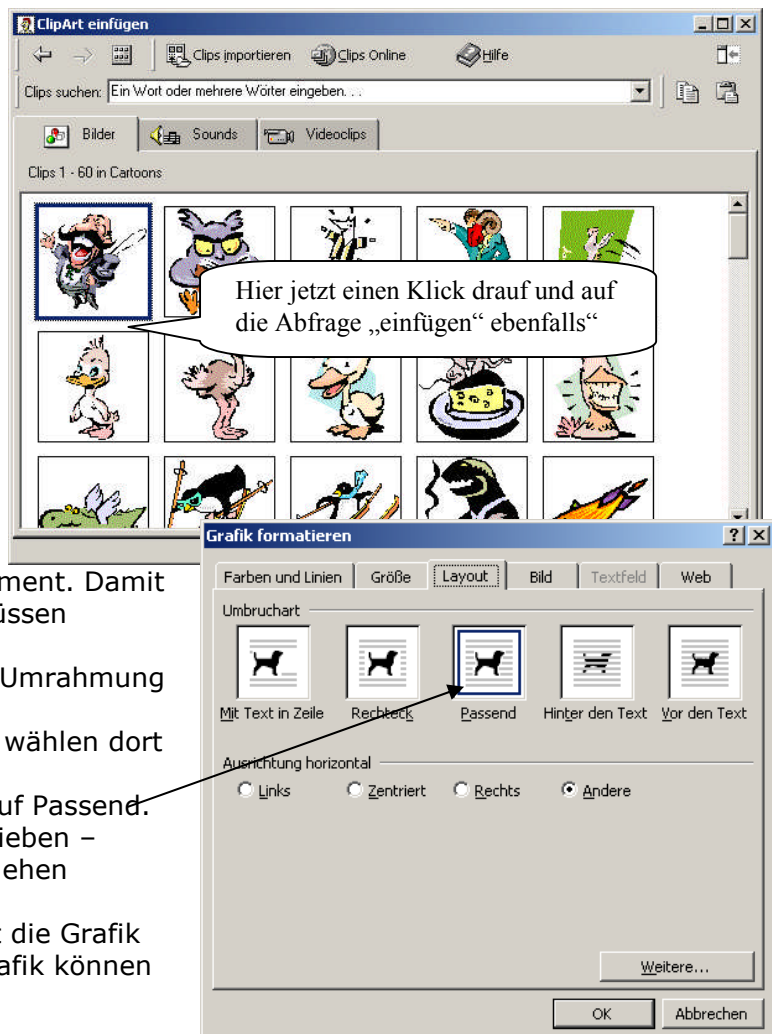 ClipArt einfügen
Clips importieren Clips Online Hilfe
Clips suchen: Ein Wort oder mehrere Wörter eingeben. . .
Bilder Sounds Videoclips
Clips 1 - 60 in Cartoons
Hier jetzt einen Klick drauf und auf
die Abfrage „einfügen“ ebenfalls“
Grafik formatieren
Farben und Linien Größe Layout Bild Textfeld Web
Umbruchart
Mit Text in Zeile Rechteck Passend Hinter den Text Vor den Text
Ausrichtung horizontal
Links Zentriert Rechts Andere
Weitere...
OK Abbrechen
ment. Damit
üssen
Umrahmung
wählen dort
uf Passend.
ieben –
ehen
t die Grafik
afik können